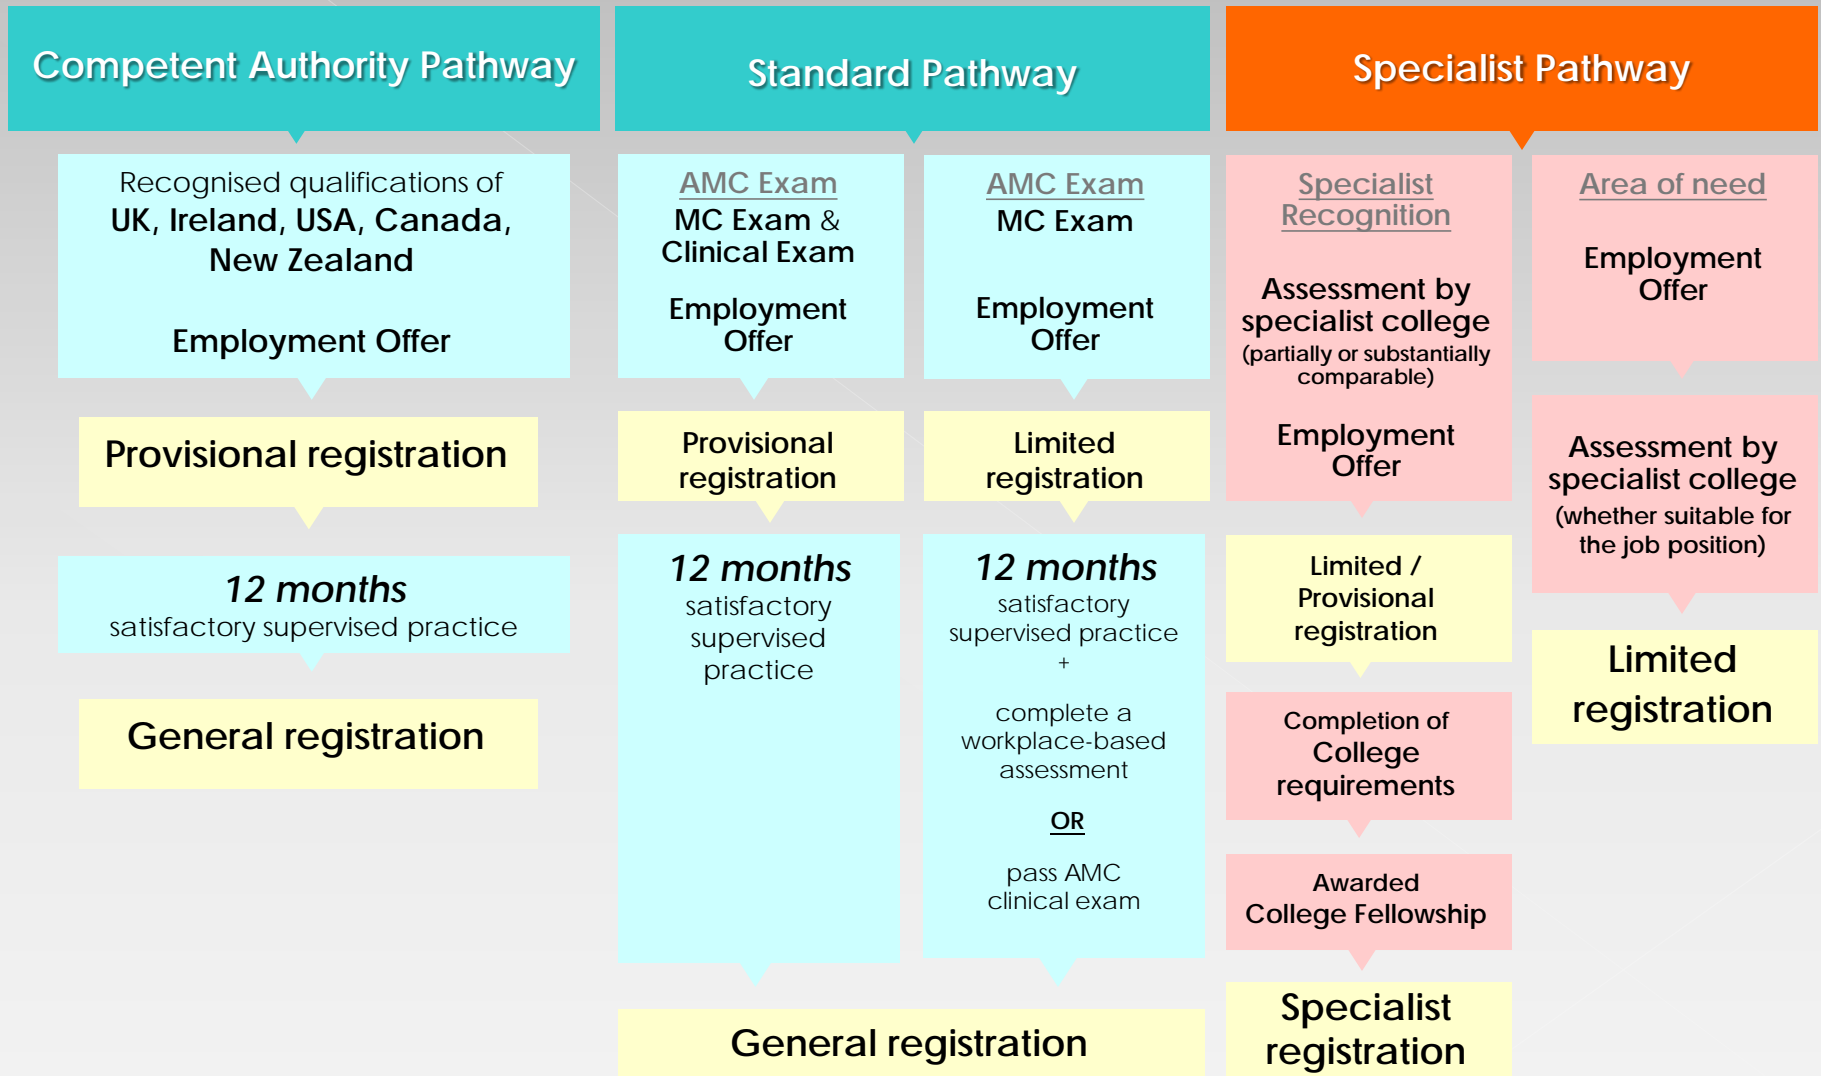 Competent Authority Pathway
Recognised qualifications of
UK, Ireland, USA, Canada,
New Zealand
Employment Offer
Provisional registration
12 months
satisfactory supervised practice
General registration
Standard Pathway
AMC Exam
MC Exam &
Clinical Exam
Employment
Offer
Provisional
registration
12 months
satisfactory
supervised
practice
AMC Exam
MC Exam
Employment
Offer
Limited
registration
12 months
satisfactory
supervised practice
+
complete a
workplace-based
assessment
OR
pass AMC
clinical exam
General registration
Specialist Pathway
Specialist
Recognition
Assessment by
specialist college
(partially or substantially
comparable)
Employment
Offer
Limited /
Provisional
registration
Completion of
College
requirements
Awarded
College Fellowship
Specialist
registration
Area of need
Employment
Offer
Assessment by
specialist college
(whether suitable for
the job position)
Limited
registration